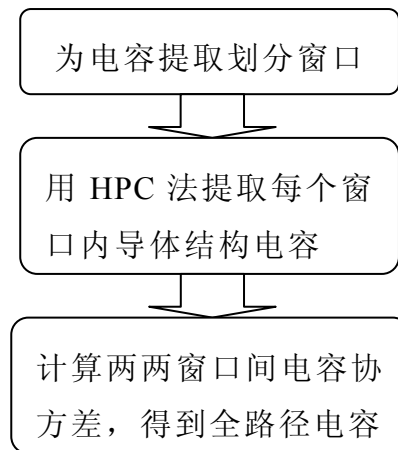 为电容提取划分窗口
用 HPC 法提取每个窗
口内导体结构电容
计算两两窗口间电容协
方差，得到全路径电容